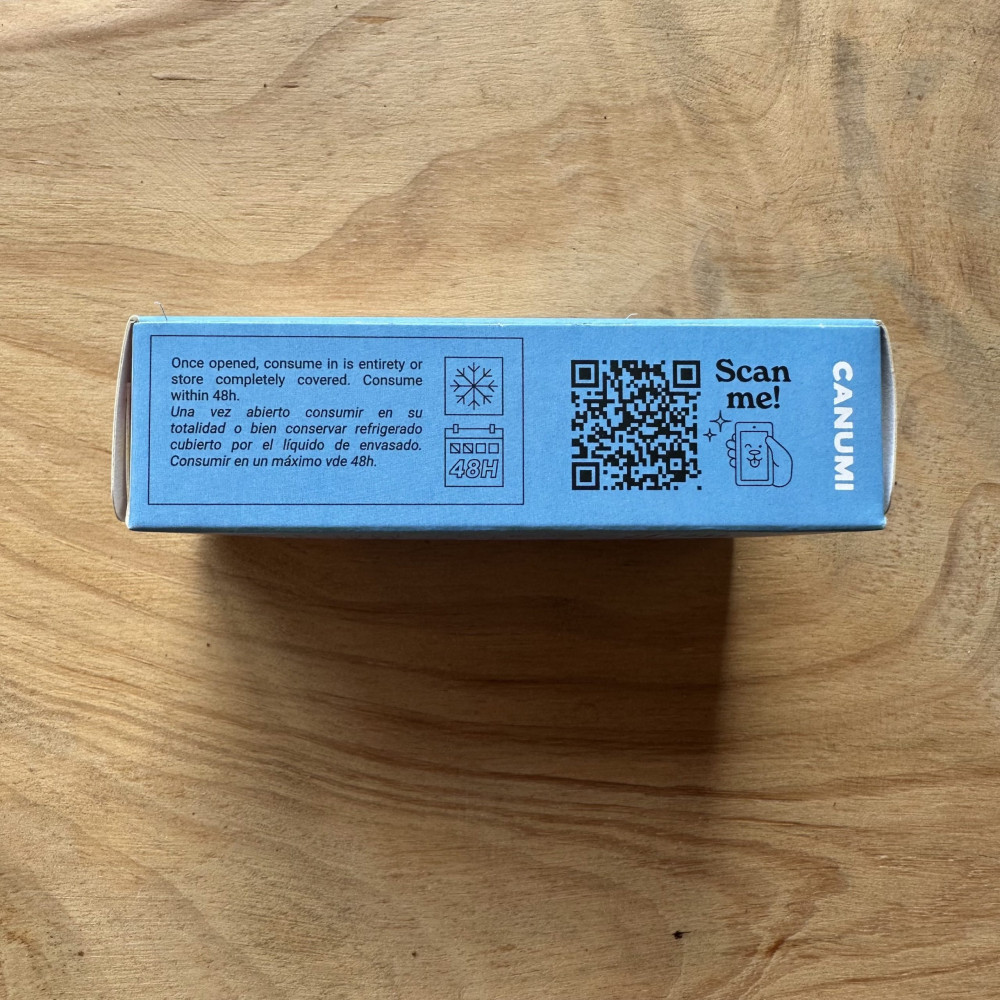 Once opened, consume in is entirety or
store completely covered. Consume
within 48h.
Una vez abierto consumir en su
totalidad o bien conservar refrigerado
cubierto por el líquido de envasado.
Consumir en un máximo vde 48h.
48H
Scan
me!
CANUMI